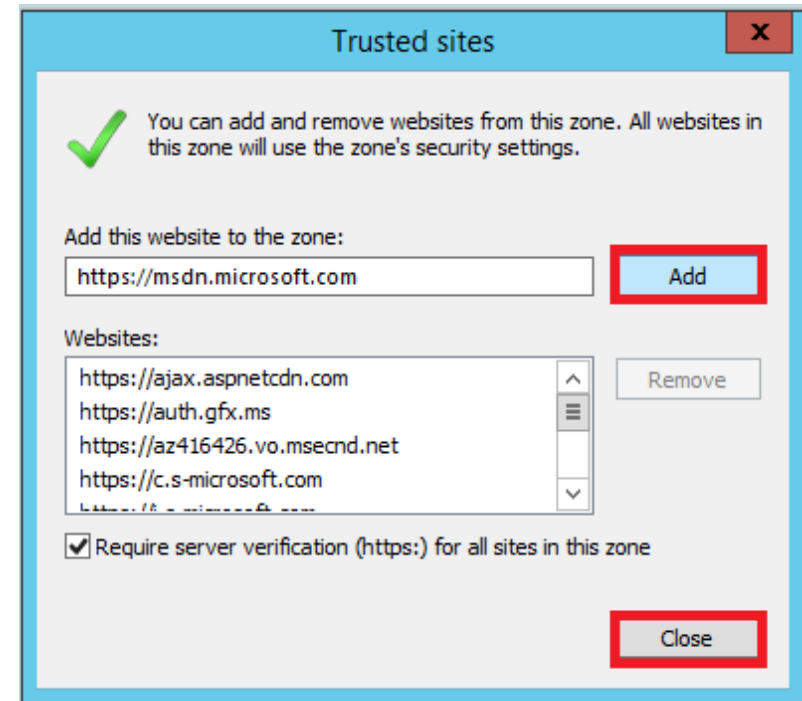 Trusted sites
x
You can add and remove websites from this zone. All websites in
this zone will use the zone's security settings.
Add this website to the zone:
https://msdn.microsoft.com
Add
Websites:
https://ajax.aspnetcdn.com
Remove
https://auth.gfx.ms
https://az416426.vo.msecnd.net
https://c.s-microsoft.com
Require server verification (https:) for all sites in this zone
Close